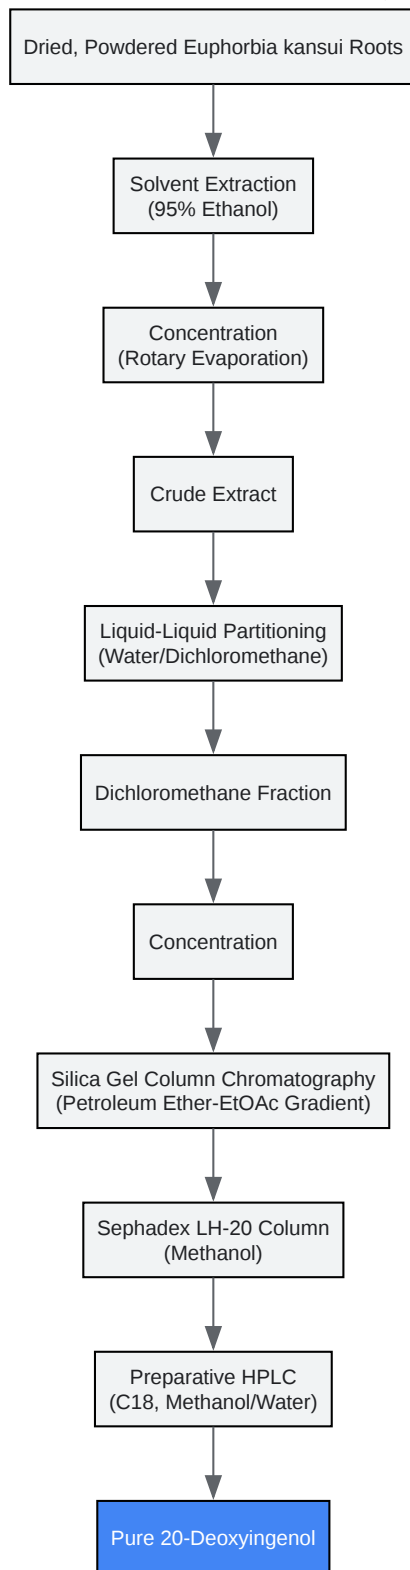 Dried, Powdered Euphorbia kansui Roots
Solvent Extraction
(95% Ethanol)
Concentration
(Rotary Evaporation)
Crude Extract
Liquid-Liquid Partitioning
(Water/Dichloromethane)
Dichloromethane Fraction
Concentration
Silica Gel Column Chromatography
(Petroleum Ether-EtOAc Gradient)
Sephadex LH-20 Column
(Methanol)
Preparative HPLC
(C18, Methanol/Water)
Pure 20-Deoxyingenol